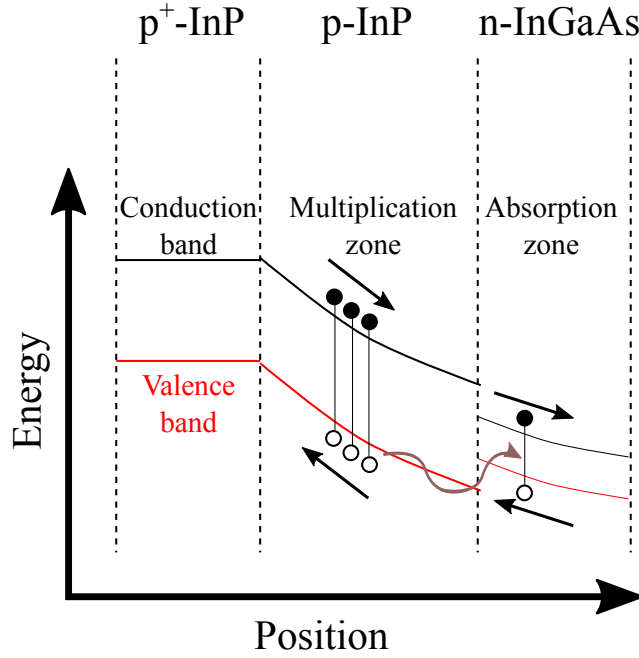 p⁺-InP
p-InP
n-InGaAs
Conduction
band
Multiplication
zone
Absorption
zone
Valence
band
Energy
Position